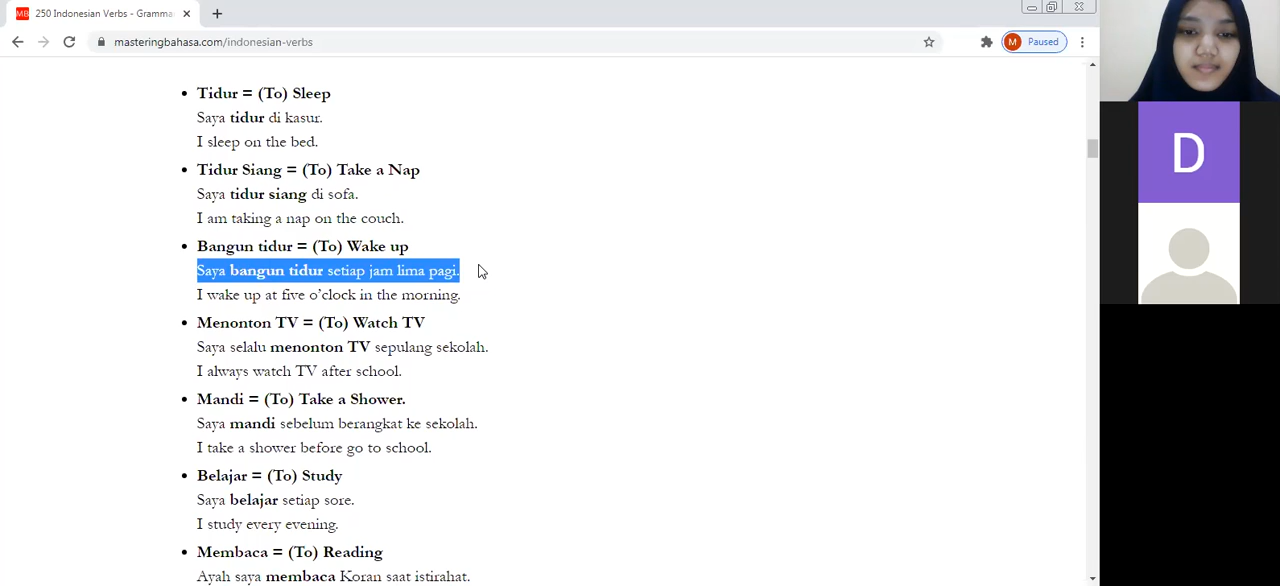 MB 250 Indonesian Verbs - Gramma
masteringbahasa.com/indonesian-verbs
M Paused
Tidur = (To) Sleep
Saya tidur di kasur.
I sleep on the bed.
Tidur Siang = (To) Take a Nap
Saya tidur siang di sofa.
I am taking a nap on the couch.
Bangun tidur = (To) Wake up
Saya bangun tidur setiap jam lima pagi.
I wake up at five o’clock in the morning.
Menonton TV = (To) Watch TV
Saya selalu menonton TV sepulang sekolah.
I always watch TV after school.
Mandi = (To) Take a Shower.
Saya mandi sebelum berangkat ke sekolah.
I take a shower before go to school.
Belajar = (To) Study
Saya belajar setiap sore.
I study every evening.
Membaca = (To) Reading
Ayah saya membaca Koran saat istirahat.
D